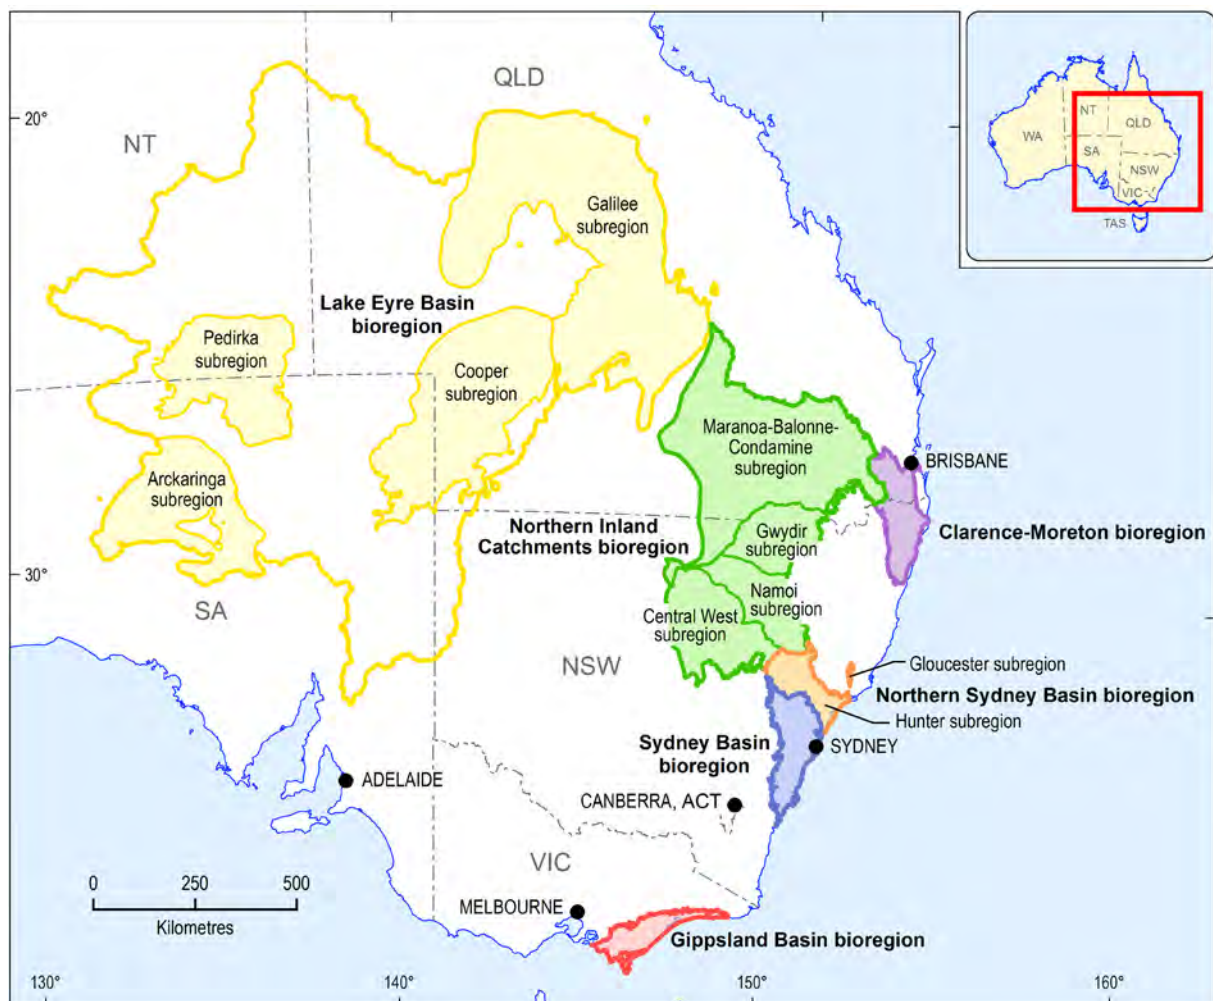 20°
30°
130°
140°
150°
160°
NT
QLD
SA
NSW
VIC
Galilee
subregion
Lake Eyre Basin
bioregion
Pedirka
subregion
Cooper
subregion
Arckaringa
subregion
Maranoa-Balonne-
Condamine
subregion
BRISBANE
Northern Inland
Catchments bioregion
Gwydir
subregion
Clarence-Moreton bioregion
Namoi
subregion
Central West
subregion
Gloucester subregion
Northern Sydney Basin bioregion
Hunter subregion
Sydney Basin
bioregion
SYDNEY
ADELAIDE
CANBERRA, ACT
MELBOURNE
Gippsland Basin bioregion
0
250
500
Kilometres
WA
NT
QLD
SA
NSW
VIC
TAS